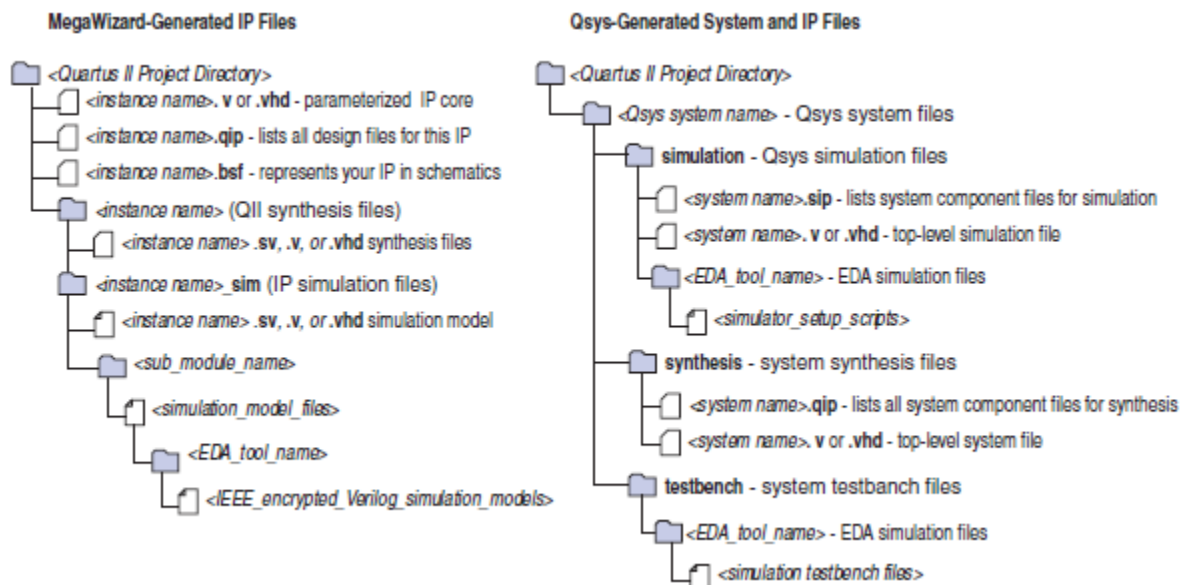 MegaWizard-Generated IP Files
<Quartus II Project Directory>
<instance name>. v or .vhd - parameterized IP core
<instance name>.qip - lists all design files for this IP
<instance name>.bsf - represents your IP in schematics
<instance name> (QII synthesis files)
<instance name> .sv, .v, or .vhd synthesis files
<instance name>_sim (IP simulation files)
<instance name> .sv, .v, or .vhd simulation model
<sub_module_name>
<simulation_model_files>
<EDA_tool_name>
<IEEE_encrypted_Verilog_simulation_models>
Qsys-Generated System and IP Files
<Quartus II Project Directory>
<Qsys system name> - Qsys system files
simulation - Qsys simulation files
<system name>.sip - lists system component files for simulation
<system name>. v or .vhd - top-level simulation file
<EDA_tool_name> - EDA simulation files
<simulator_setup_scripts>
synthesis - system synthesis files
<system name>.qip - lists all system component files for synthesis
<system name>. v or .vhd - top-level system file
testbench - system testbanch files
<EDA_tool_name> - EDA simulation files
<simulation testbench files>